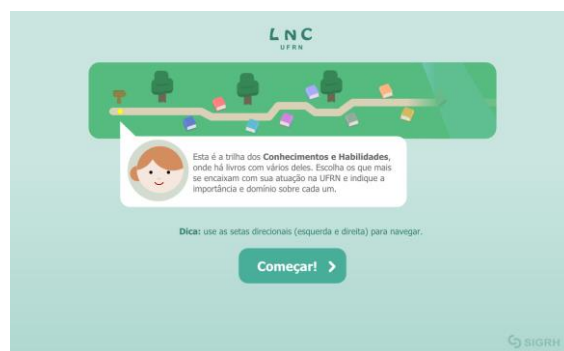 LNC
UFRN
Esta é a trilha dos Conhecimentos e Habilidades,
onde há livros com vários deles. Escolha os que mais
se encaixam com sua atuação na UFRN e indique a
importância e domínio sobre cada um.
Dica: use as setas direcionais (esquerda e direita) para navegar.
Começar!
SIGRH